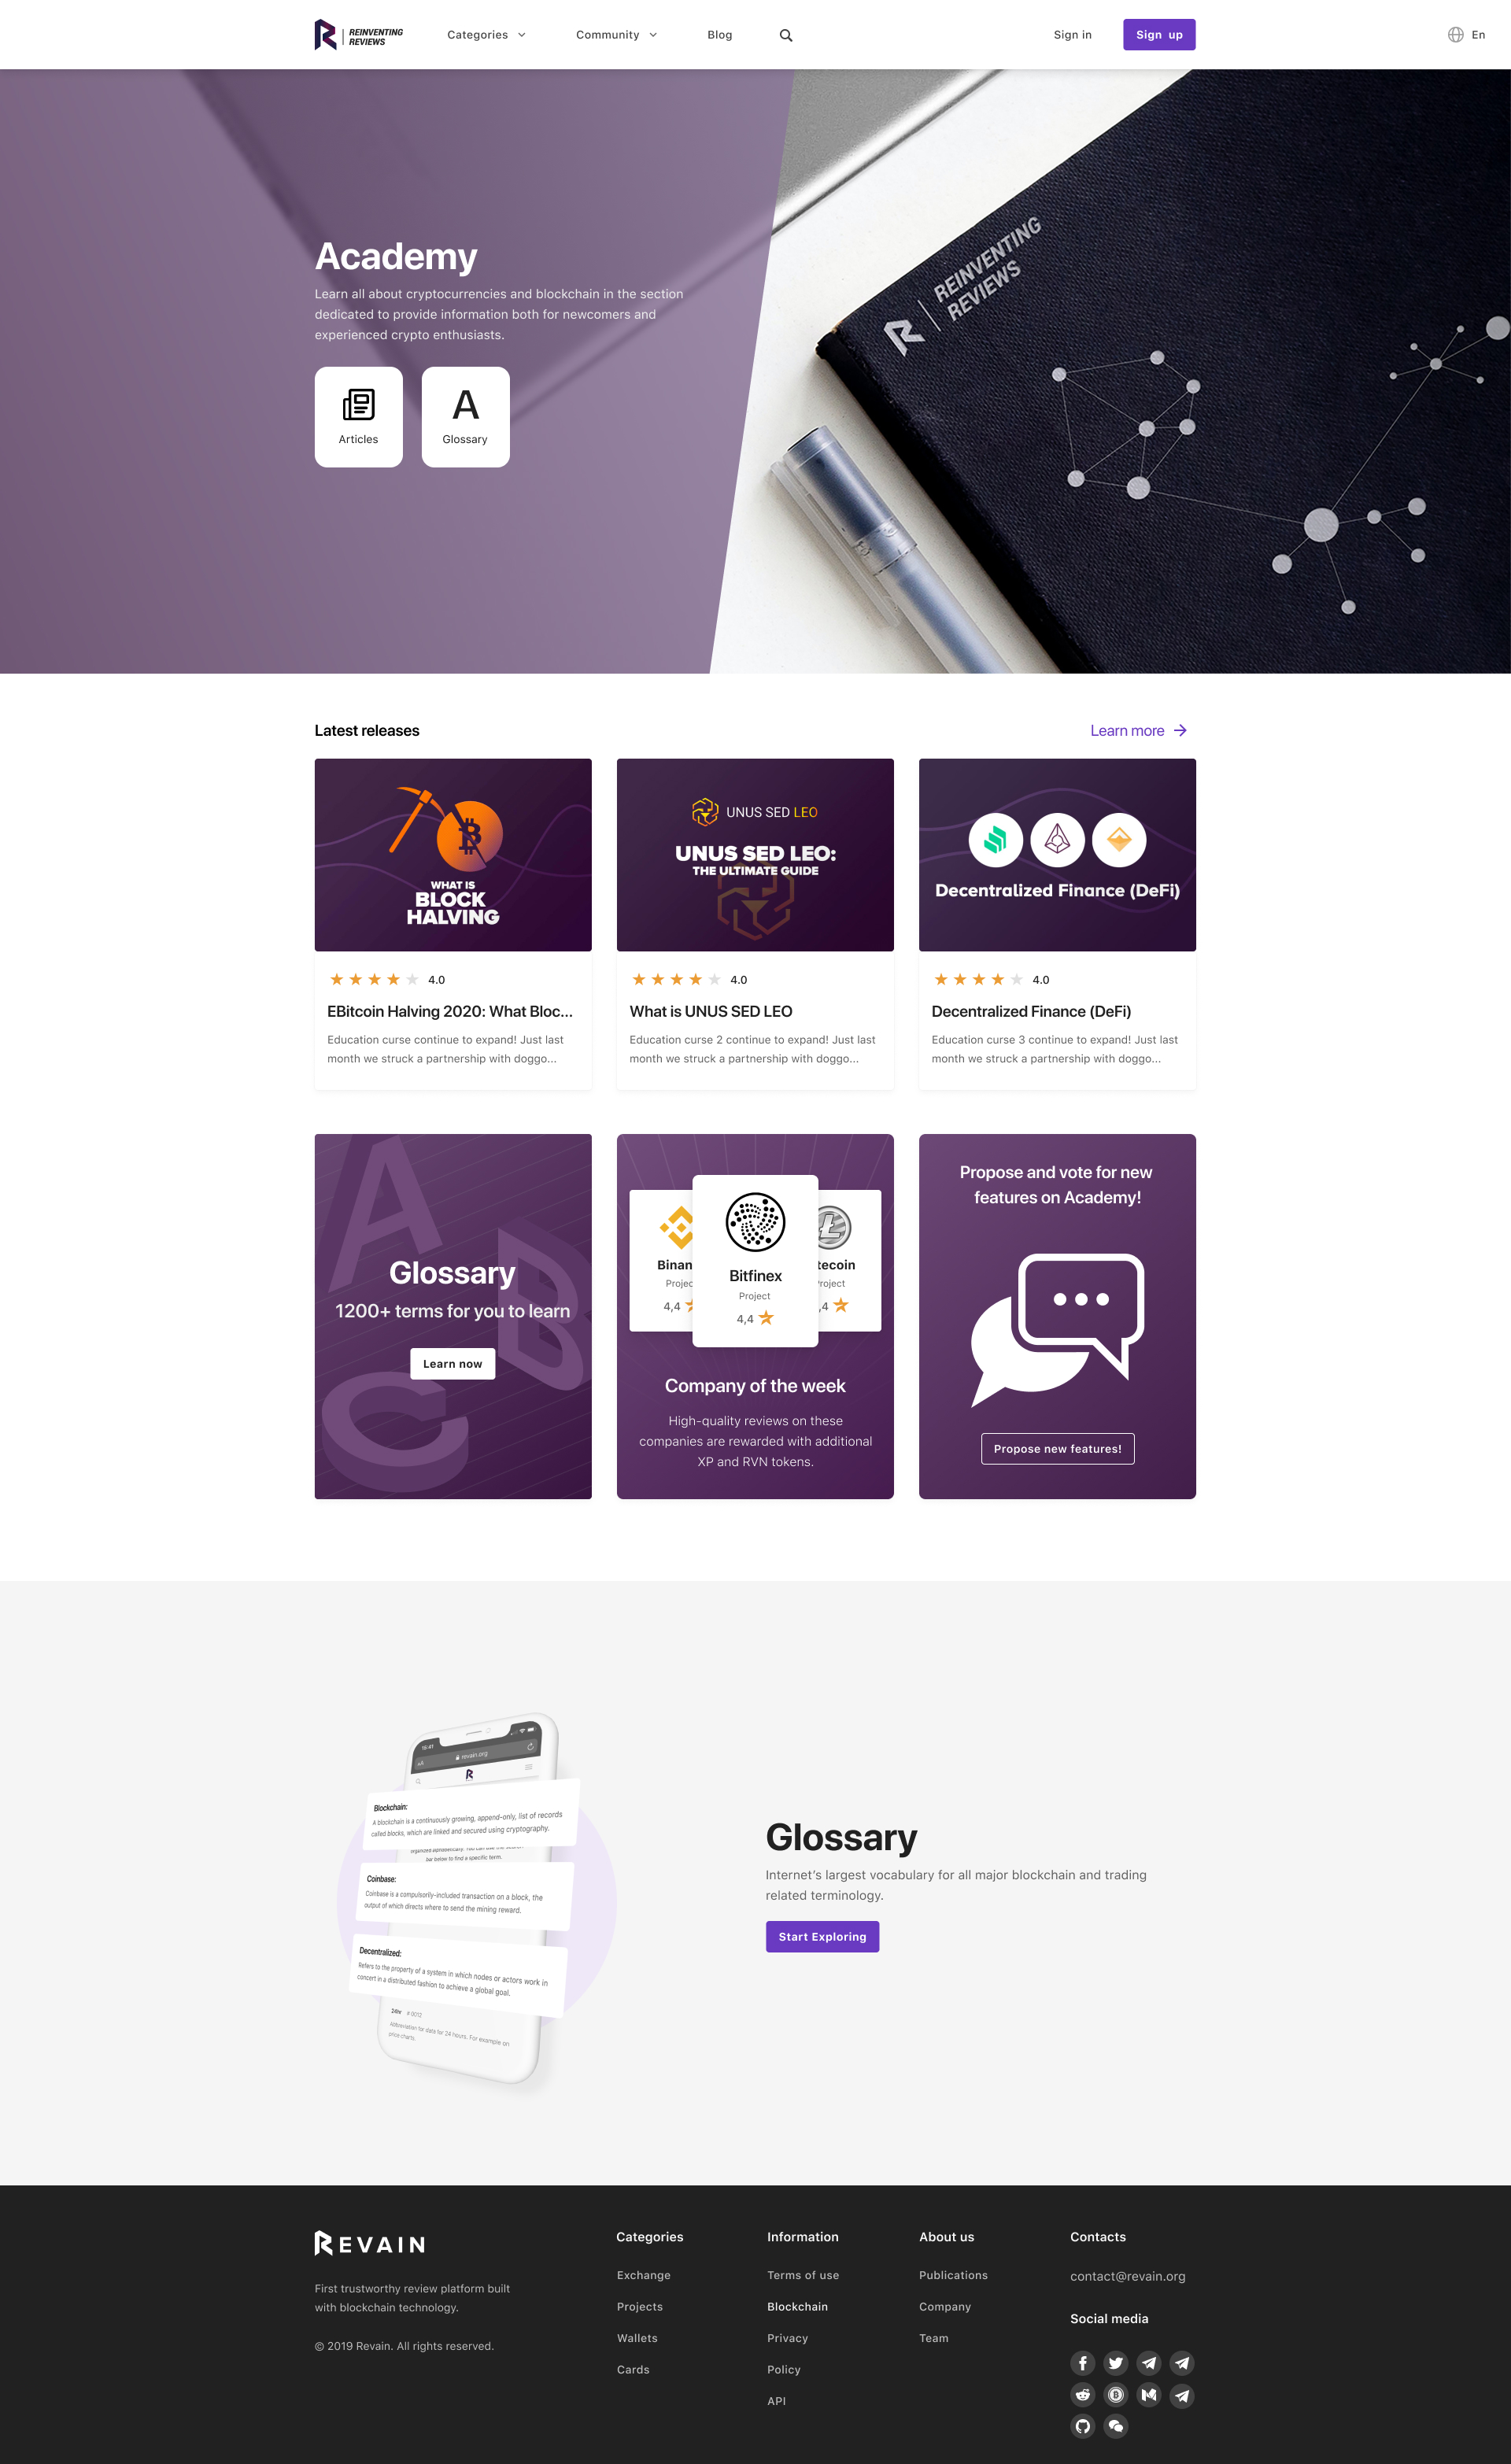 REINVENTING
REVIEWS
Categories
Community
Blog
Sign in
Sign up
En
REINVENTING
REVIEWS
Academy
Learn all about cryptocurrencies and blockchain in the section
dedicated to provide information both for newcomers and
experienced crypto enthusiasts.
Articles
A
Glossary
Latest releases
Learn more
WHAT IS
BLOCK
HALVING
4.0
EBitcoin Halving 2020: What Bloc...
Education curse continue to expand! Just last
month we struck a partnership with doggo...
UNUS SED LEO
UNUS SED LEO:
THE ULTIMATE GUIDE
4.0
What is UNUS SED LEO
Education curse 2 continue to expand! Just last
month we struck a partnership with doggo...
Decentralized Finance (DeFi)
4.0
Decentralized Finance (DeFi)
Education curse 3 continue to expand! Just last
month we struck a partnership with doggo...
A
B
C
Glossary
1200+ terms for you to learn
Learn now
Binan
Projec
4,4
Bitfinex
Project
4,4
tecoin
roject
,4
Company of the week
High-quality reviews on these
companies are rewarded with additional
XP and RVN tokens.
Propose and vote for new
features on Academy!
Propose new features!
15:41
AA
revain.org
Blockchain:
A blockchain is a continuously growing, append-only, list of records
called blocks, which are linked and secured using cryptography.
bar below to find a specific term.
Coinbase:
Coinbase is a compulsorily-included transaction on a block, the
output of which directs where to send the mining reward.
Decentralized:
Refers to the property of a system in which nodes or actors work in
concert in a distributed fashion to achieve a global goal.
24hr # 0013
Abbreviation for data for 24 hours. For example on
price charts.
Glossary
Internet's largest vocabulary for all major blockchain and trading
related terminology.
Start Exploring
REVAIN
First trustworthy review platform built
with blockchain technology.
© 2019 Revain. All rights reserved.
Categories
Exchange
Projects
Wallets
Cards
Information
Terms of use
Blockchain
Privacy
Policy
API
About us
Publications
Company
Team
Contacts
contact@revain.org
Social media